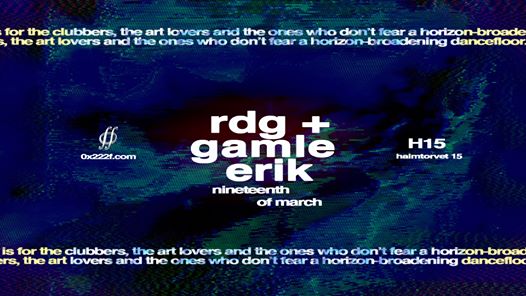 is for the clubbers, the art lovers and the ones who don't fear a horizon-broade
s, the art lovers and the ones who don't fear a horizon-broadening dancefloor.
rdg +
gamle
erik
nineteenth
of march
∯
0x222f.com
H15
halmtorvet 15
is for the clubbers, the art lovers and the ones who don't fear a horizon-broad
ers, the art lovers and the ones who don't fear a horizon-broadening dancefloo